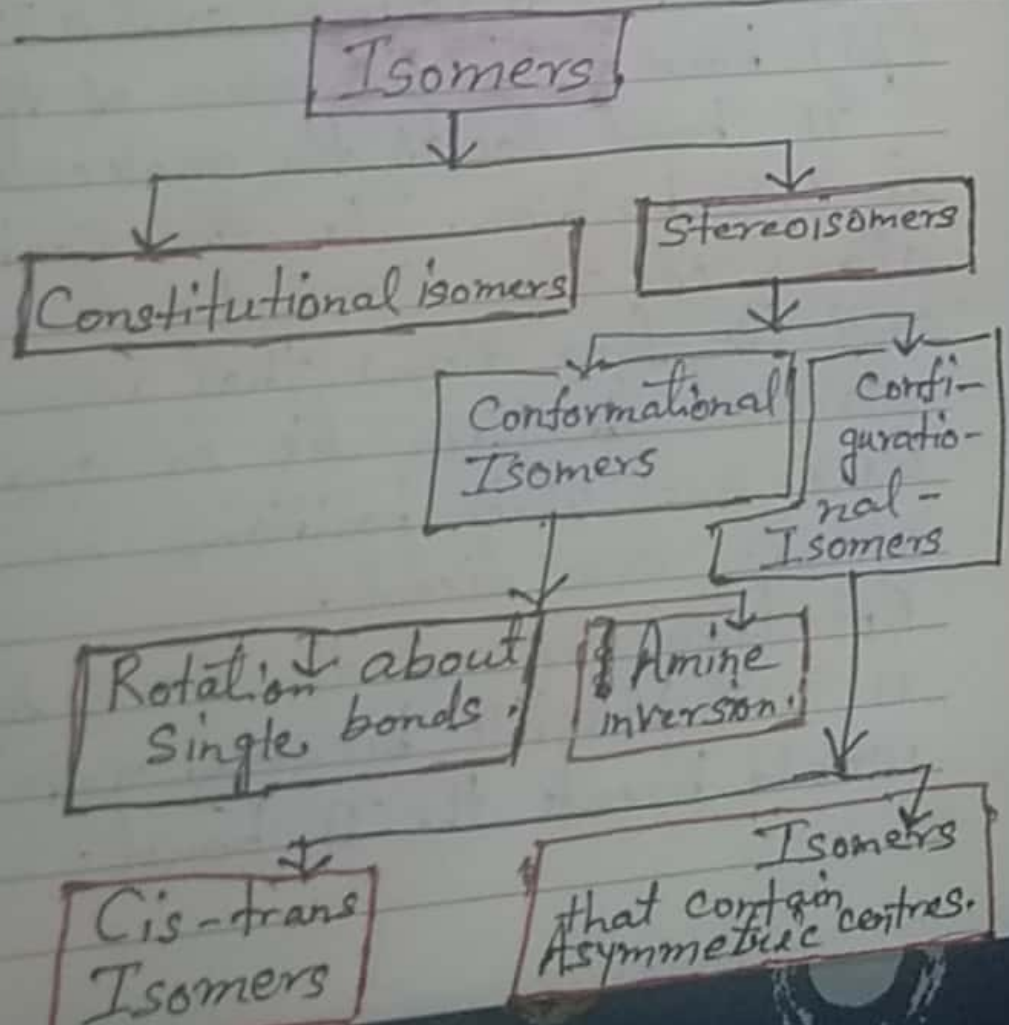 Isomers
Stereoisomers
Constitutional isomers
Conformational
Isomers
Confi-
guratio-
nal-
Isomers
Rotation about
Single bonds.
Amine
inversion.
Cis-trans
Isomers
Isomers
that contain
Asymmetric centres.